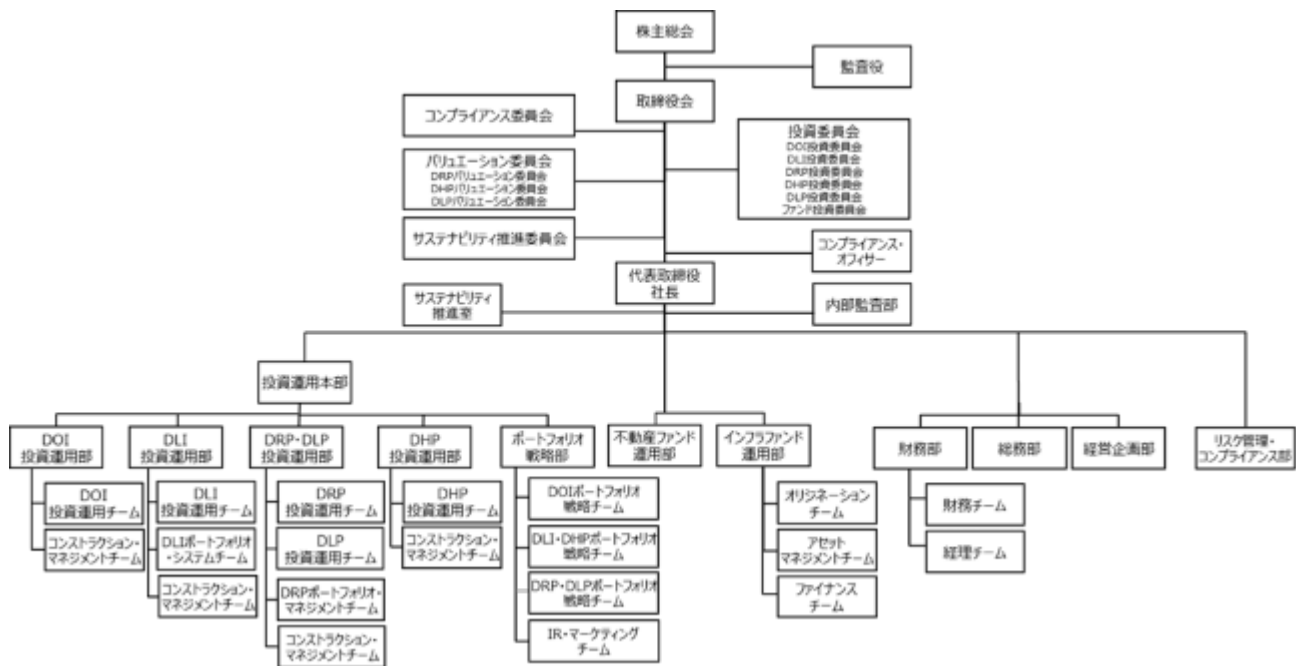 株主総会
監査役
取締役会
コンプライアンス委員会
投資委員会
DOI投資委員会
DLI投資委員会
DRP投資委員会
DHP投資委員会
DLP投資委員会
ファンド投資委員会
バリュエーション委員会
DRPバリュエーション委員会
DHPバリュエーション委員会
DLPバリュエーション委員会
サステナビリティ推進委員会
コンプライアンス・
オフィサー
代表取締役
社長
サステナビリティ
推進室
内部監査部
投資運用本部
DOI
投資運用部
DLI
投資運用部
DRP・DLP
投資運用部
DHP
投資運用部
ポートフォリオ
戦略部
不動産ファンド
運用部
インフラファンド
運用部
財務部
総務部
経営企画部
リスク管理・
コンプライアンス部
DOI
投資運用チーム
コンストラクション・
マネジメントチーム
DLI
投資運用チーム
DLIポートフォリオ
・システムチーム
コンストラクション・
マネジメントチーム
DRP
投資運用チーム
DLP
投資運用チーム
DRPポートフォリオ・
マネジメントチーム
コンストラクション・
マネジメントチーム
DHP
投資運用チーム
コンストラクション・
マネジメントチーム
DOIポートフォリオ
戦略チーム
DLI・DHPポートフォリオ
戦略チーム
DRP・DLPポートフォリオ
戦略チーム
IR・マーケティング
チーム
オリジネーション
チーム
アセット
マネジメントチーム
ファイナンス
チーム
財務チーム
経理チーム